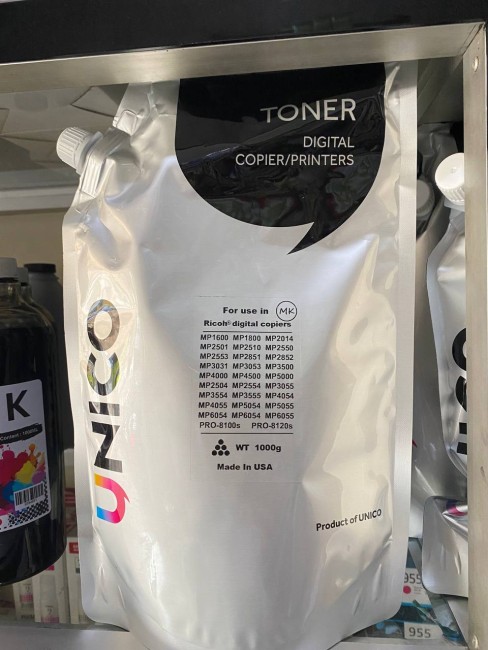 TONER
DIGITAL
COPIER/PRINTERS
UNICO
For use in MK
Ricoh® digital copiers
MP1600 MP1800 MP2014
MP2501 MP2510 MP2550
MP2553 MP2851 MP2852
MP3031 MP3053 MP3500
MP4000 MP4500 MP5000
MP2504 MP2554 MP3055
MP3554 MP3555 MP4054
MP4055 MP5054 MP5055
MP6054 MP6054 MP6055
PRO-8100s PRO-8120s
WT 1000g
Made In USA
Product of UNICO
K
955
955